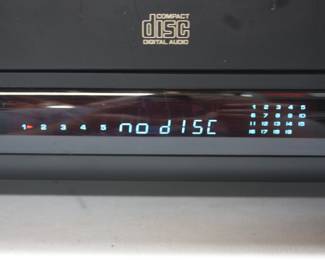 COMPACT
disc
DIGITAL AUDIO
1 2 3 4 5 no dISC
1 2 3 4 5
6 7 8 9 10
11 12 13 14 15
16 17 18 19